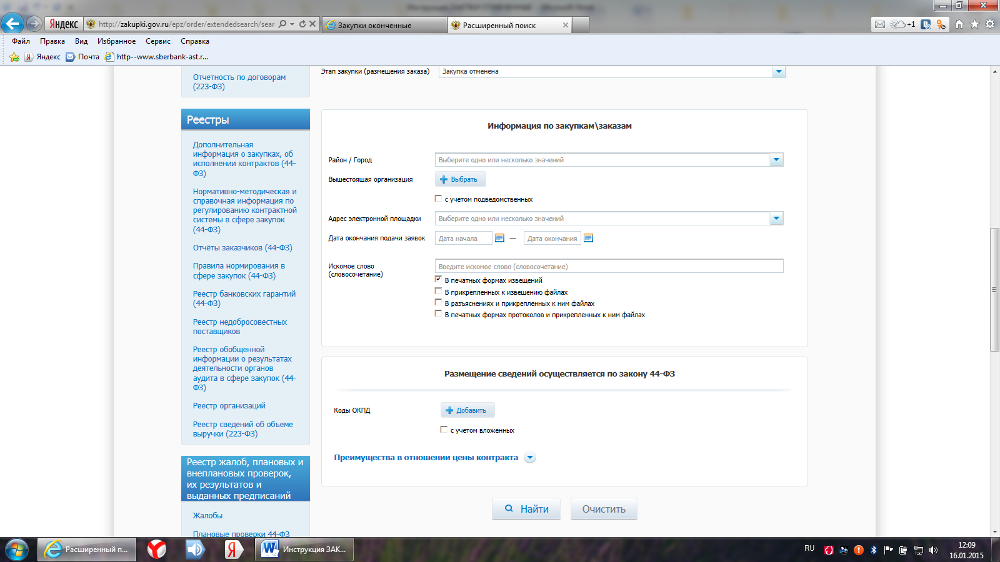 Яндекс
http://zakupki.gov.ru/epz/order/extendedsearch/sear
Закупки оконченные
Расширенный поиск
+1
Файл Правка Вид Избранное Сервис Справка
Яндекс Почта http--www.sberbank-ast.r...
Отчетность по договорам
(223-ФЗ)
Реестры
Дополнительная
информация о закупках, об
исполнении контрактов (44-
ФЗ)
Нормативно-методическая и
справочная информация по
регулированию контрактной
системы в сфере закупок
(44-ФЗ)
Отчёты заказчиков (44-ФЗ)
Правила нормирования в
сфере закупок (44-ФЗ)
Реестр банковских гарантий
(44-ФЗ)
Реестр недобросовестных
поставщиков
Реестр обобщенной
информации о результатах
деятельности органов
аудита в сфере закупок (44-
ФЗ)
Реестр организаций
Реестр сведений об объеме
выручки (223-ФЗ)
Реестр жалоб, плановых и
внеплановых проверок,
их результатов и
выданных предписаний
Жалобы
Плановые проверки 44-ФЗ
Этап закупки (размещения заказа) Закупка отменена
Информация по закупкам\заказам
Район / Город Выберите одно или несколько значений
Вышестоящая организация Выбрать
с учетом подведомственных
Адрес электронной площадки Выберите одно или несколько значений
Дата окончания подачи заявок Дата начала — Дата окончания
Искомое слово
(словосочетание)
Введите искомое слово (словосочетание)
В печатных формах извещений
В прикрепленных к извещению файлах
В разъяснениях и прикрепленных к ним файлах
В печатных формах протоколов и прикрепленных к ним файлах
Размещение сведений осуществляется по закону 44-ФЗ
Коды ОКПД Добавить
с учетом вложенных
Преимущества в отношении цены контракта
Найти Очистить
Расширенный п...
Инструкция ЗАК...
RU
12:09
16.01.2015